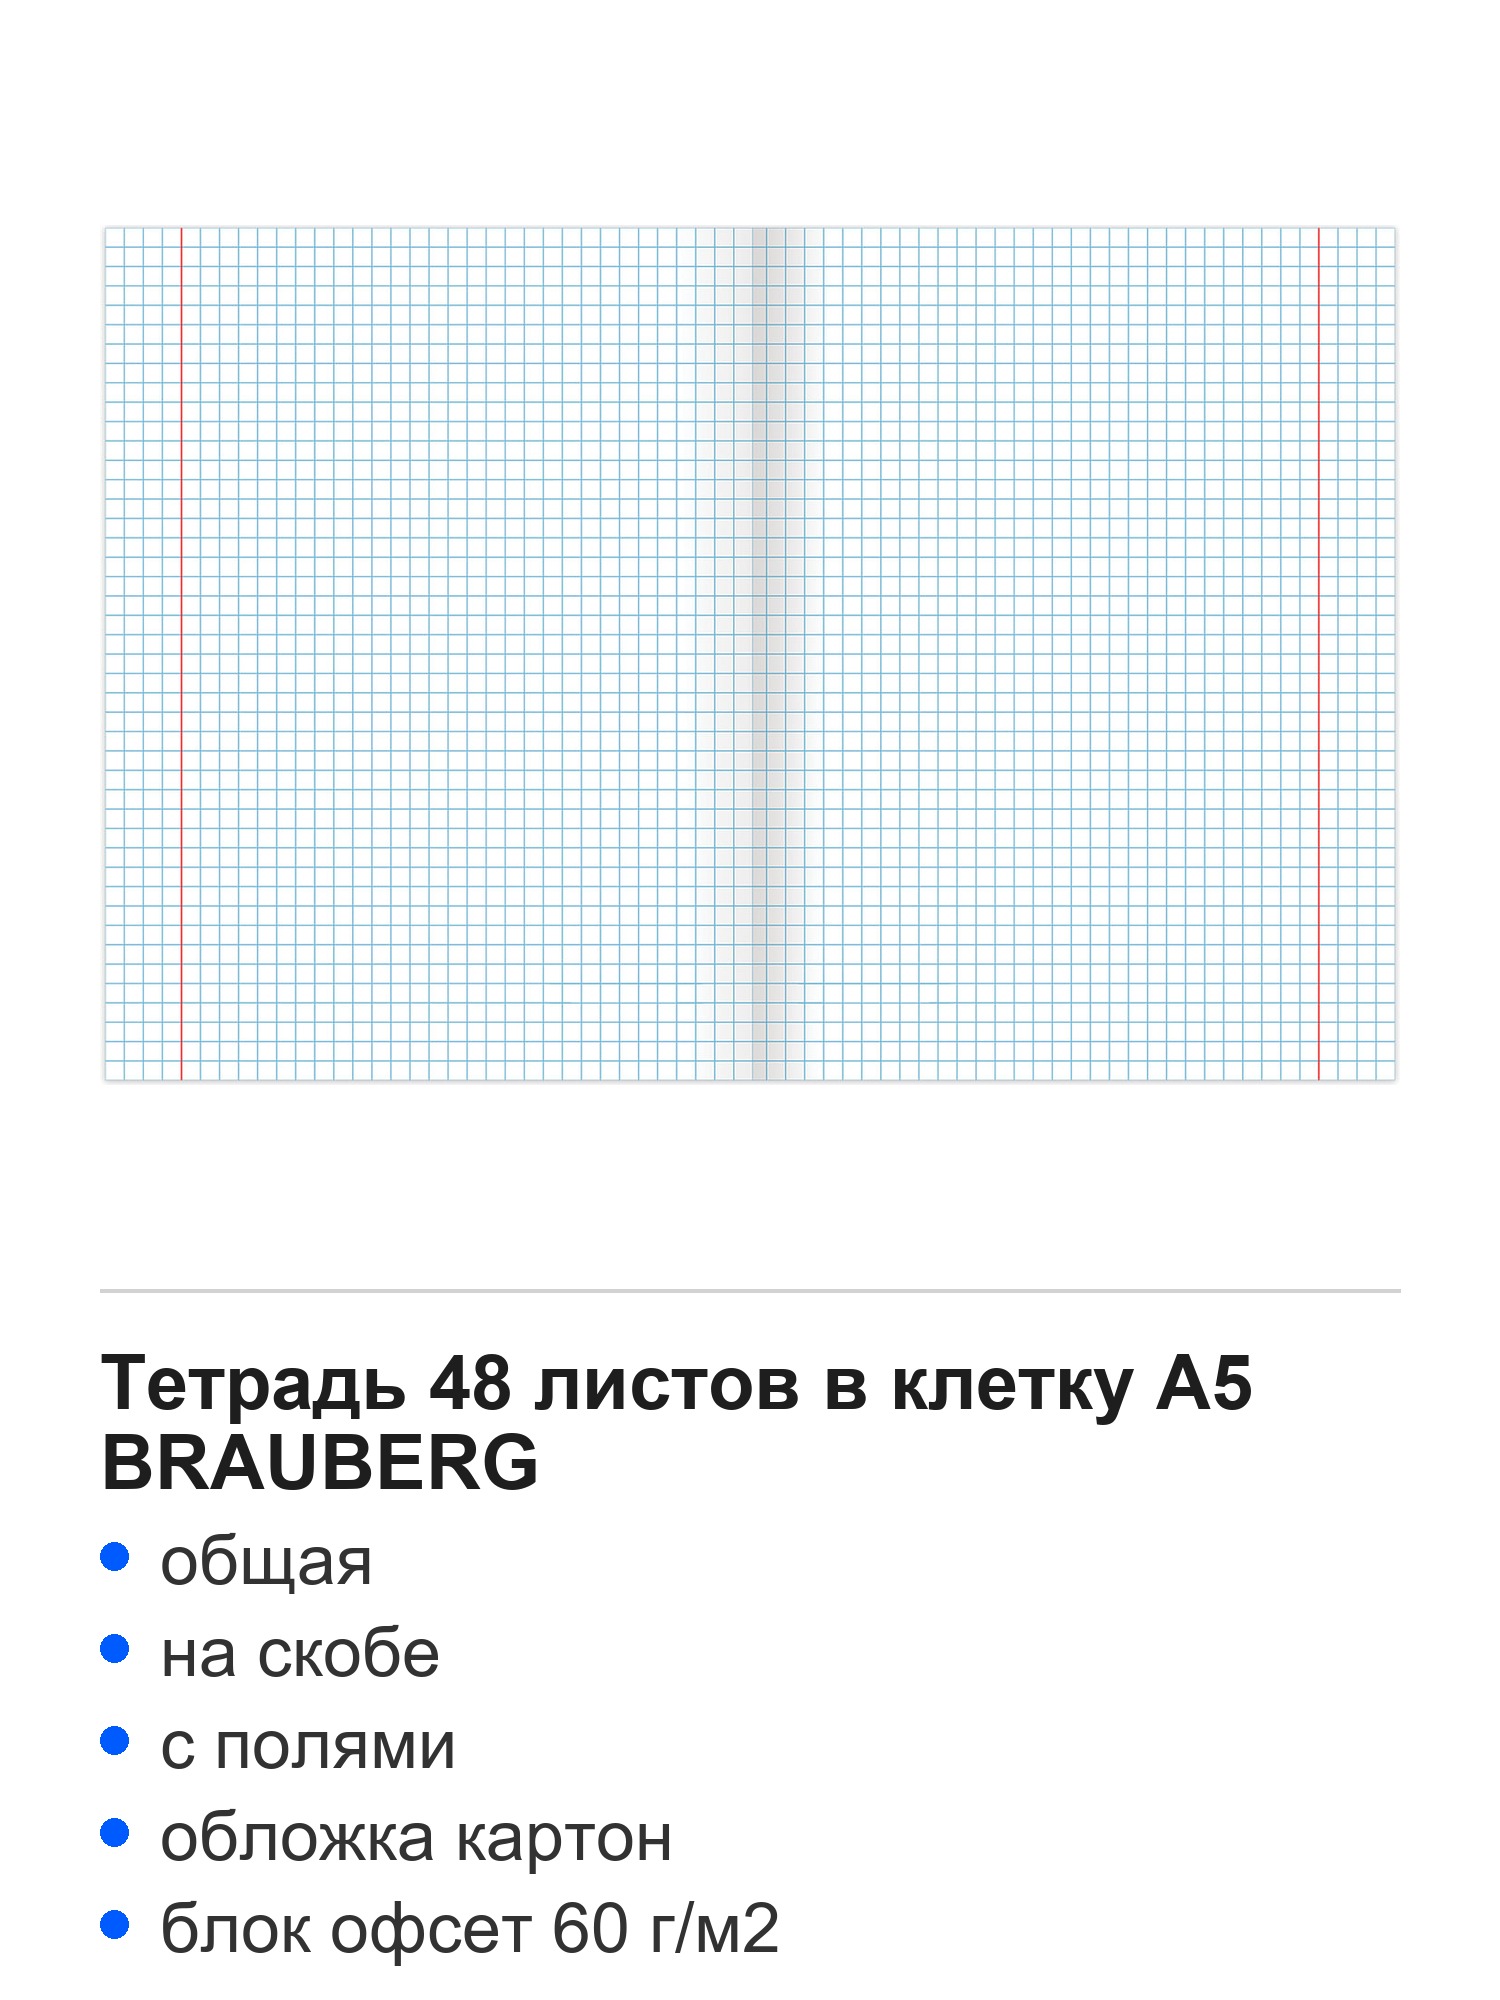 Тетрадь 48 листов в клетку А5
BRAUBERG
общая
на скобе
с полями
обложка картон
блок офсет 60 г/м2